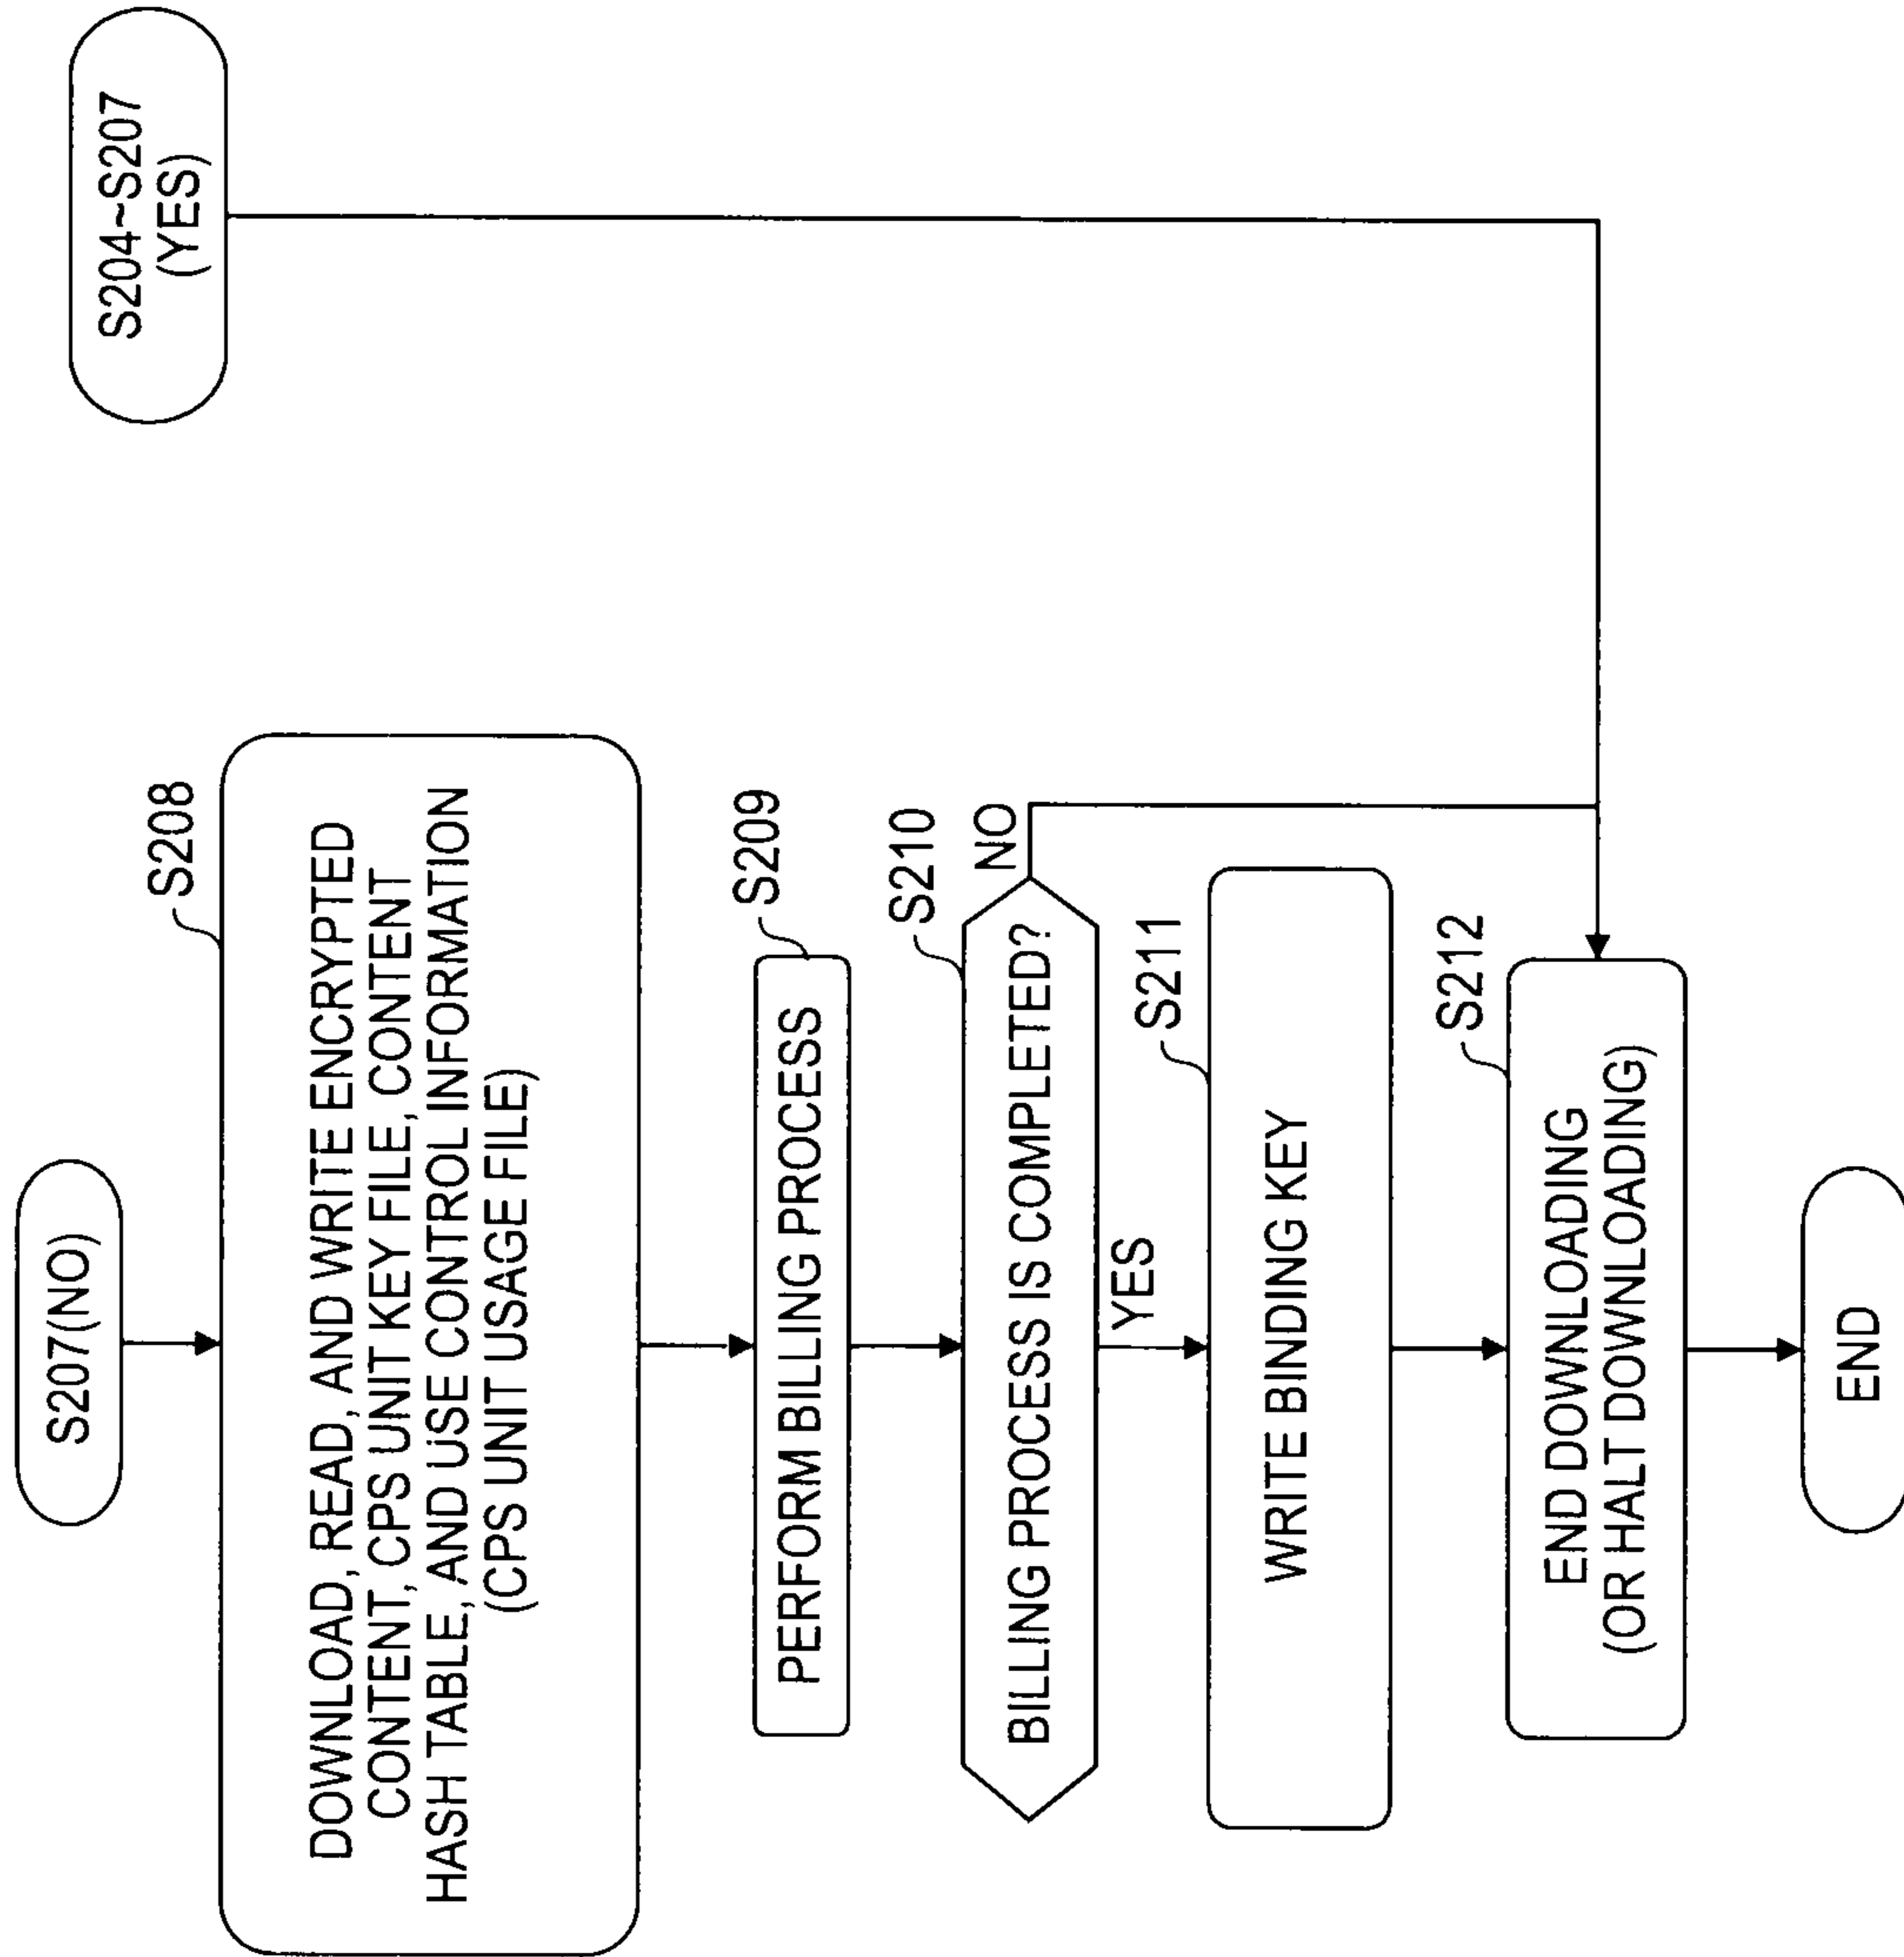 S207(NO)
S204~S207
(YES)
S208
DOWNLOAD, READ, AND WRITE ENCRYPTED
CONTENT, CPS UNIT KEY FILE, CONTENT
HASH TABLE, AND USE CONTROL INFORMATION
(CPS UNIT USAGE FILE)
S209
PERFORM BILLING PROCESS
S210
BILLING PROCESS IS COMPLETED?
NO
YES
S211
WRITE BINDING KEY
S212
END DOWNLOADING
(OR HALT DOWNLOADING)
END